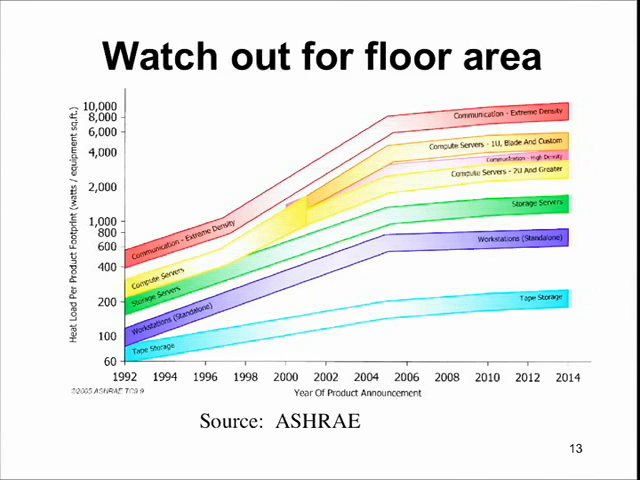 Watch out for floor area
Heat Load Per Product Footprint (watts / equipment sq.ft.)
10,000
8,000
6,000
4,000
2,000
1,000
800
600
400
200
100
60
Communication - Extreme Density
Compute Servers - 1U, Blade And Custom
Communication - High Density
Compute Servers - 2U And Greater
Storage Servers
Workstations (Standalone)
Tape Storage
Communication - Extreme Density
Compute Servers
Storage Servers
Workstations (Standalone)
Tape Storage
1992 1994 1996 1998 2000 2002 2004 2006 2008 2010 2012 2014
©2005 ASHRAE TC9.9
Year Of Product Announcement
Source: ASHRAE
13